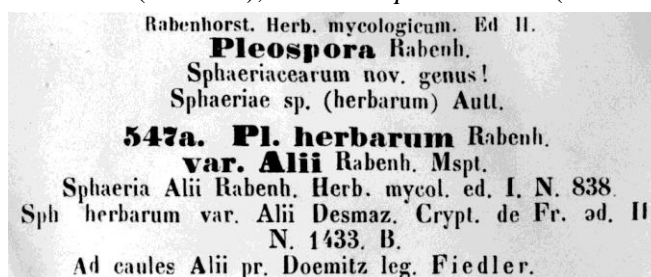 Rabenhorst. Herb. mycologicum. Ed II.
Pleospora Rabenh.
Sphaeriacearum nov. genus!
Sphaeriae sp. (herbarum) Autt.
547a. Pl. herbarum Rabenh.
var. Alii Rabenh. Mspt.
Sphaeria Alii Rabenh. Herb. mycol. ed. I. N. 838.
Sph herbarum var. Alii Desmaz. Crypt. de Fr. ed. II
N. 1433. B.
Ad caules Alii pr. Doemitz leg. Fiedler.